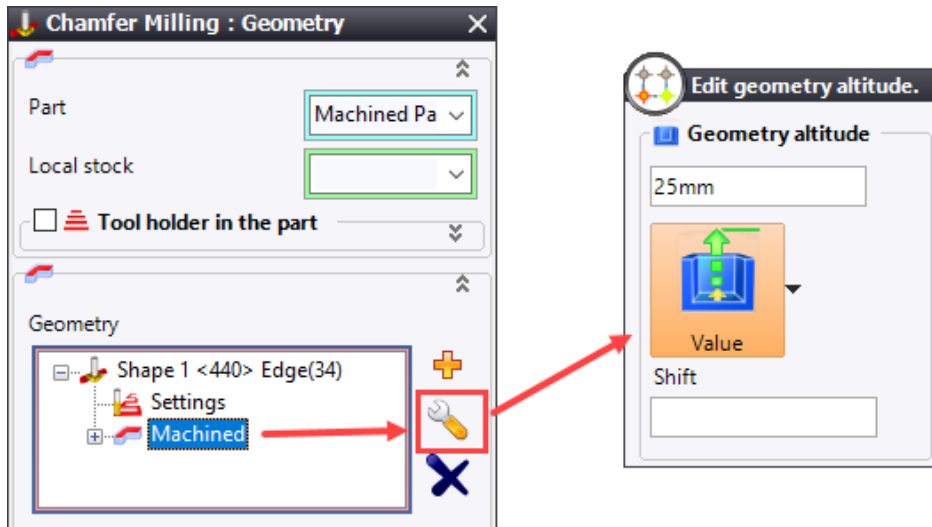 Chamfer Milling : Geometry
Part
Machined Pa
Local stock
Tool holder in the part
Geometry
Shape 1 <440> Edge(34)
Settings
Machined
Edit geometry altitude.
Geometry altitude
25mm
Value
Shift